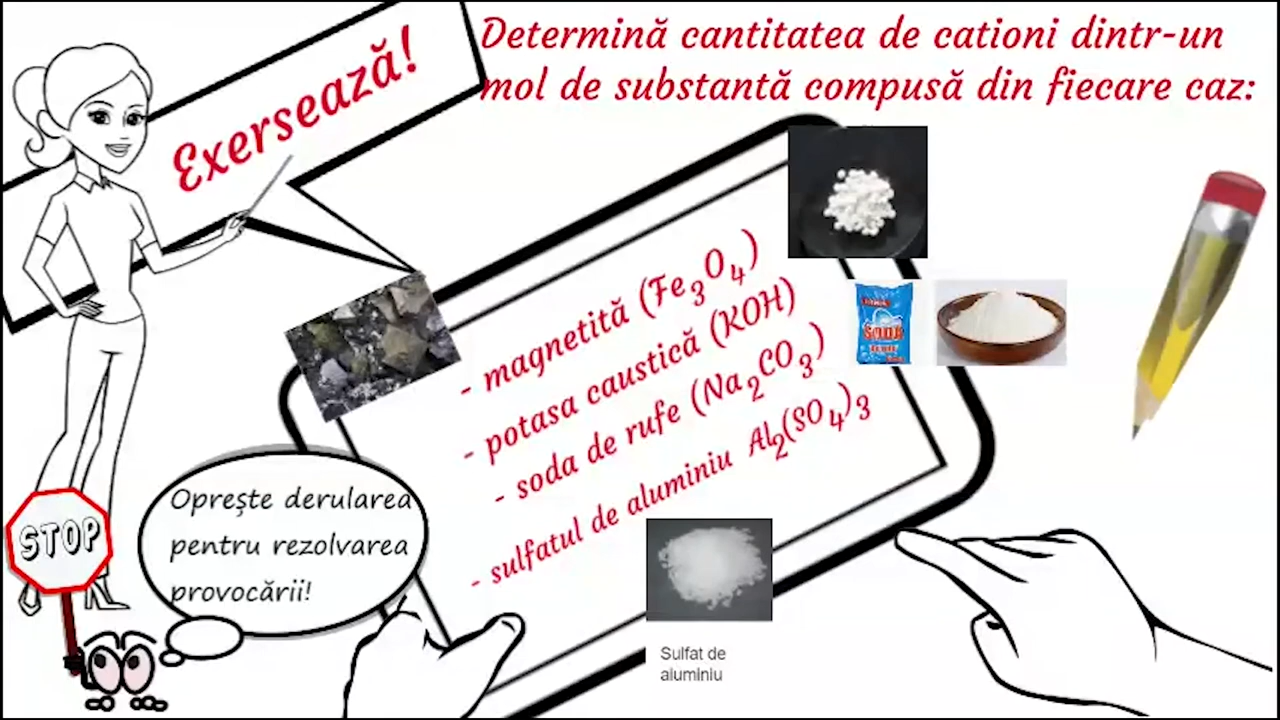 Exersează!
Determină cantitatea de cationi dintr-un
mol de substantă compusă din fiecare caz:
- magnetită (Fe3O4)
- potasa caustică (KOH)
- soda de rufe (Na2CO3)
- sulfatul de aluminiu Al2(SO4)3
Oprește derularea
pentru rezolvarea
provocării!
STOP
Sulfat de
aluminiu